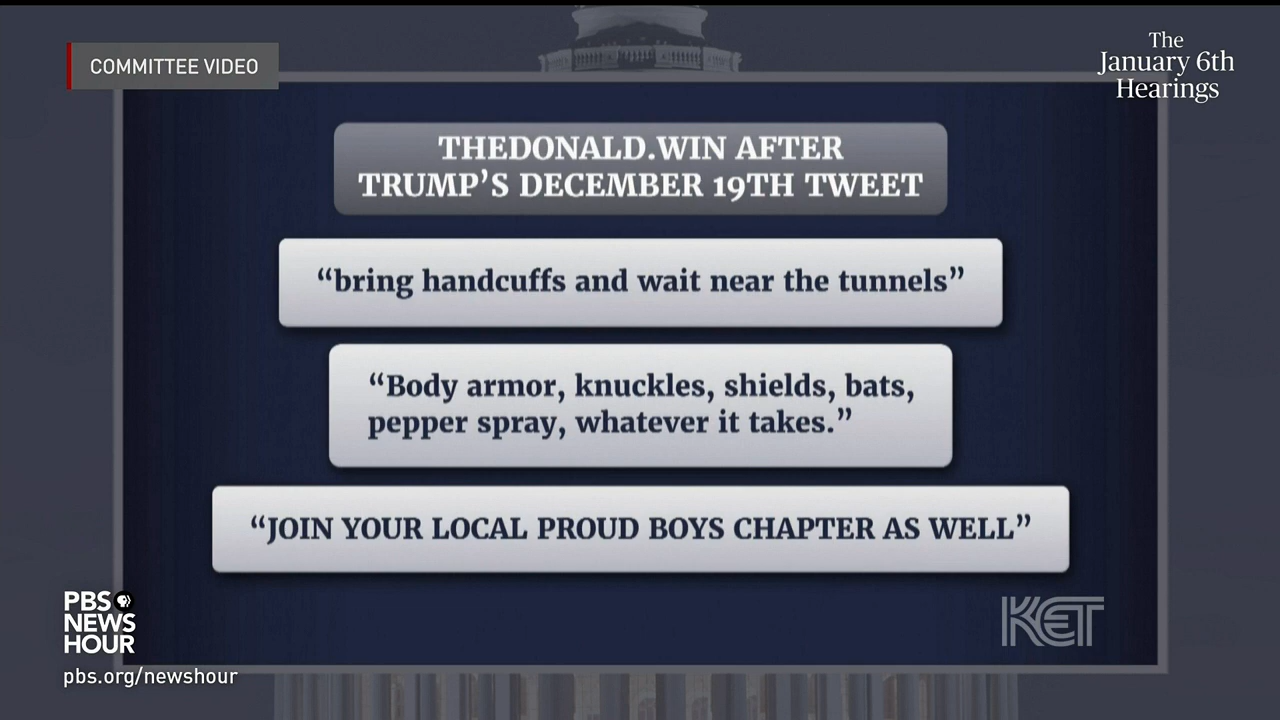 COMMITTEE VIDEO
The
January 6th
Hearings
THEDONALD.WIN AFTER
TRUMP’S DECEMBER 19TH TWEET
“bring handcuffs and wait near the tunnels”
“Body armor, knuckles, shields, bats,
pepper spray, whatever it takes.”
“JOIN YOUR LOCAL PROUD BOYS CHAPTER AS WELL”
PBS
NEWS
HOUR
KET
pbs.org/newshour